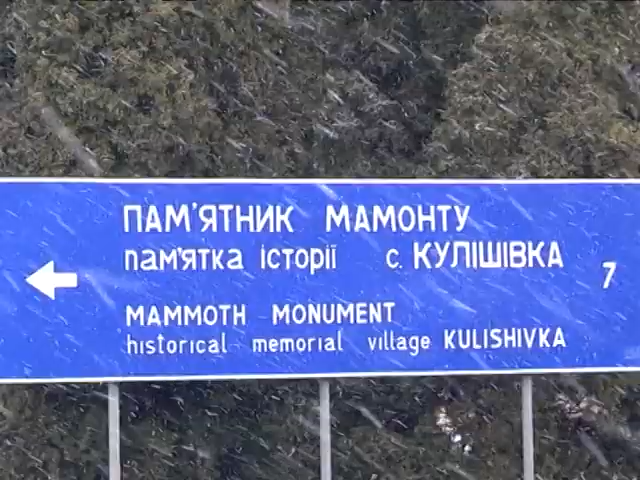 ПАМ'ЯТНИК МАМОНТУ
пам'ятка історії с. КУЛІШІВКА
7
MAMMOTH MONUMENT
historical memorial village KULISHIVKA